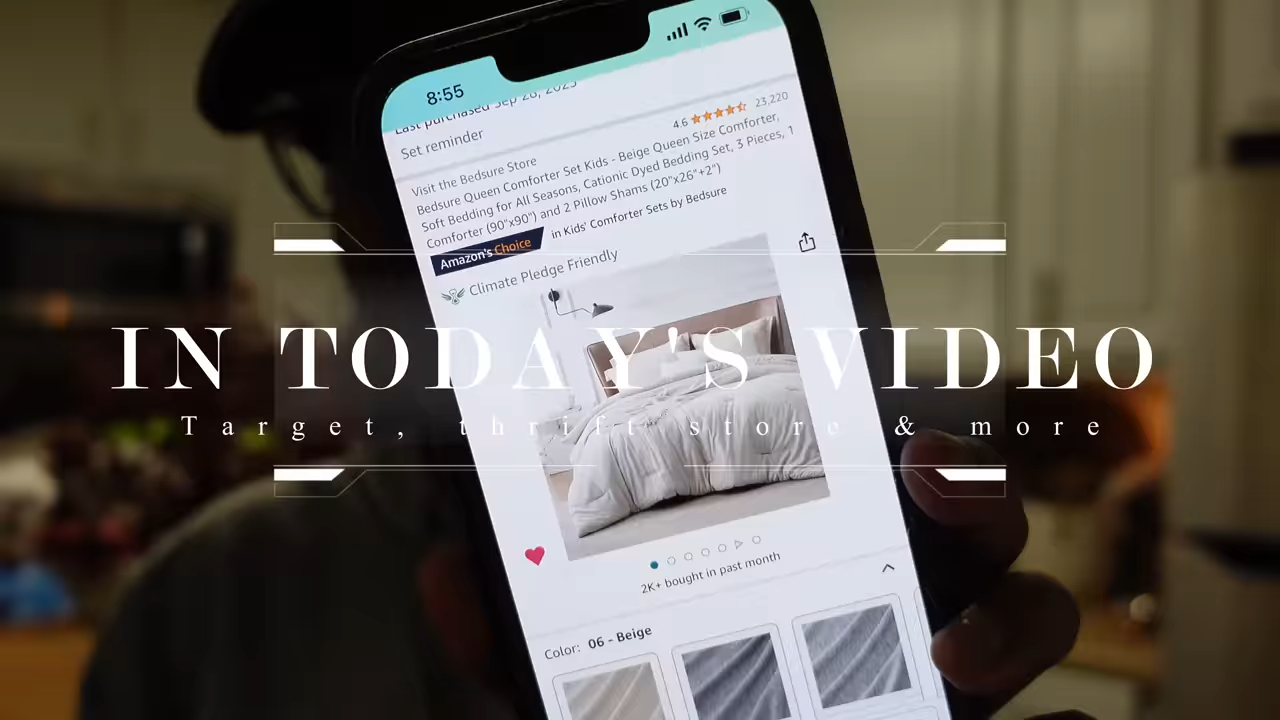 8:55
Last purchased Sep 28, 2025
Set reminder
4.6 23,220
Visit the Bedsure Store
Bedsure Queen Comforter Set Kids - Beige Queen Size Comforter,
Soft Bedding for All Seasons, Cationic Dyed Bedding Set, 3 Pieces, 1
Comforter (90"x90") and 2 Pillow Shams (20"x26"+2")
Amazon's Choice in Kids' Comforter Sets by Bedsure
Climate Pledge Friendly
IN TODAY'S VIDEO
Target, thrift store & more
2K+ bought in past month
Color: 06 - Beige